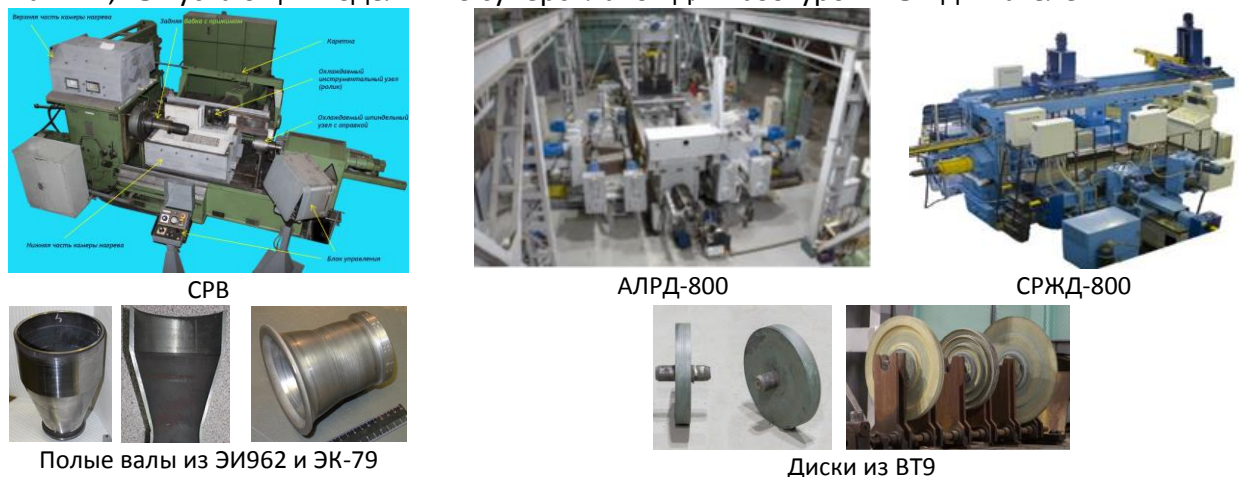 Верхняя часть камеры нагрева
Задняя бабка с прижимом
Каретка
Охлаждаемый
инструментальный узел
(ролик)
Охлаждаемый шпиндельный
узел с оправкой
Нижняя часть камеры нагрева
Блок управления
СРВ
АЛРД-800
СРЖД-800
Полые валы из ЭИ962 и ЭК-79
Диски из ВТ9